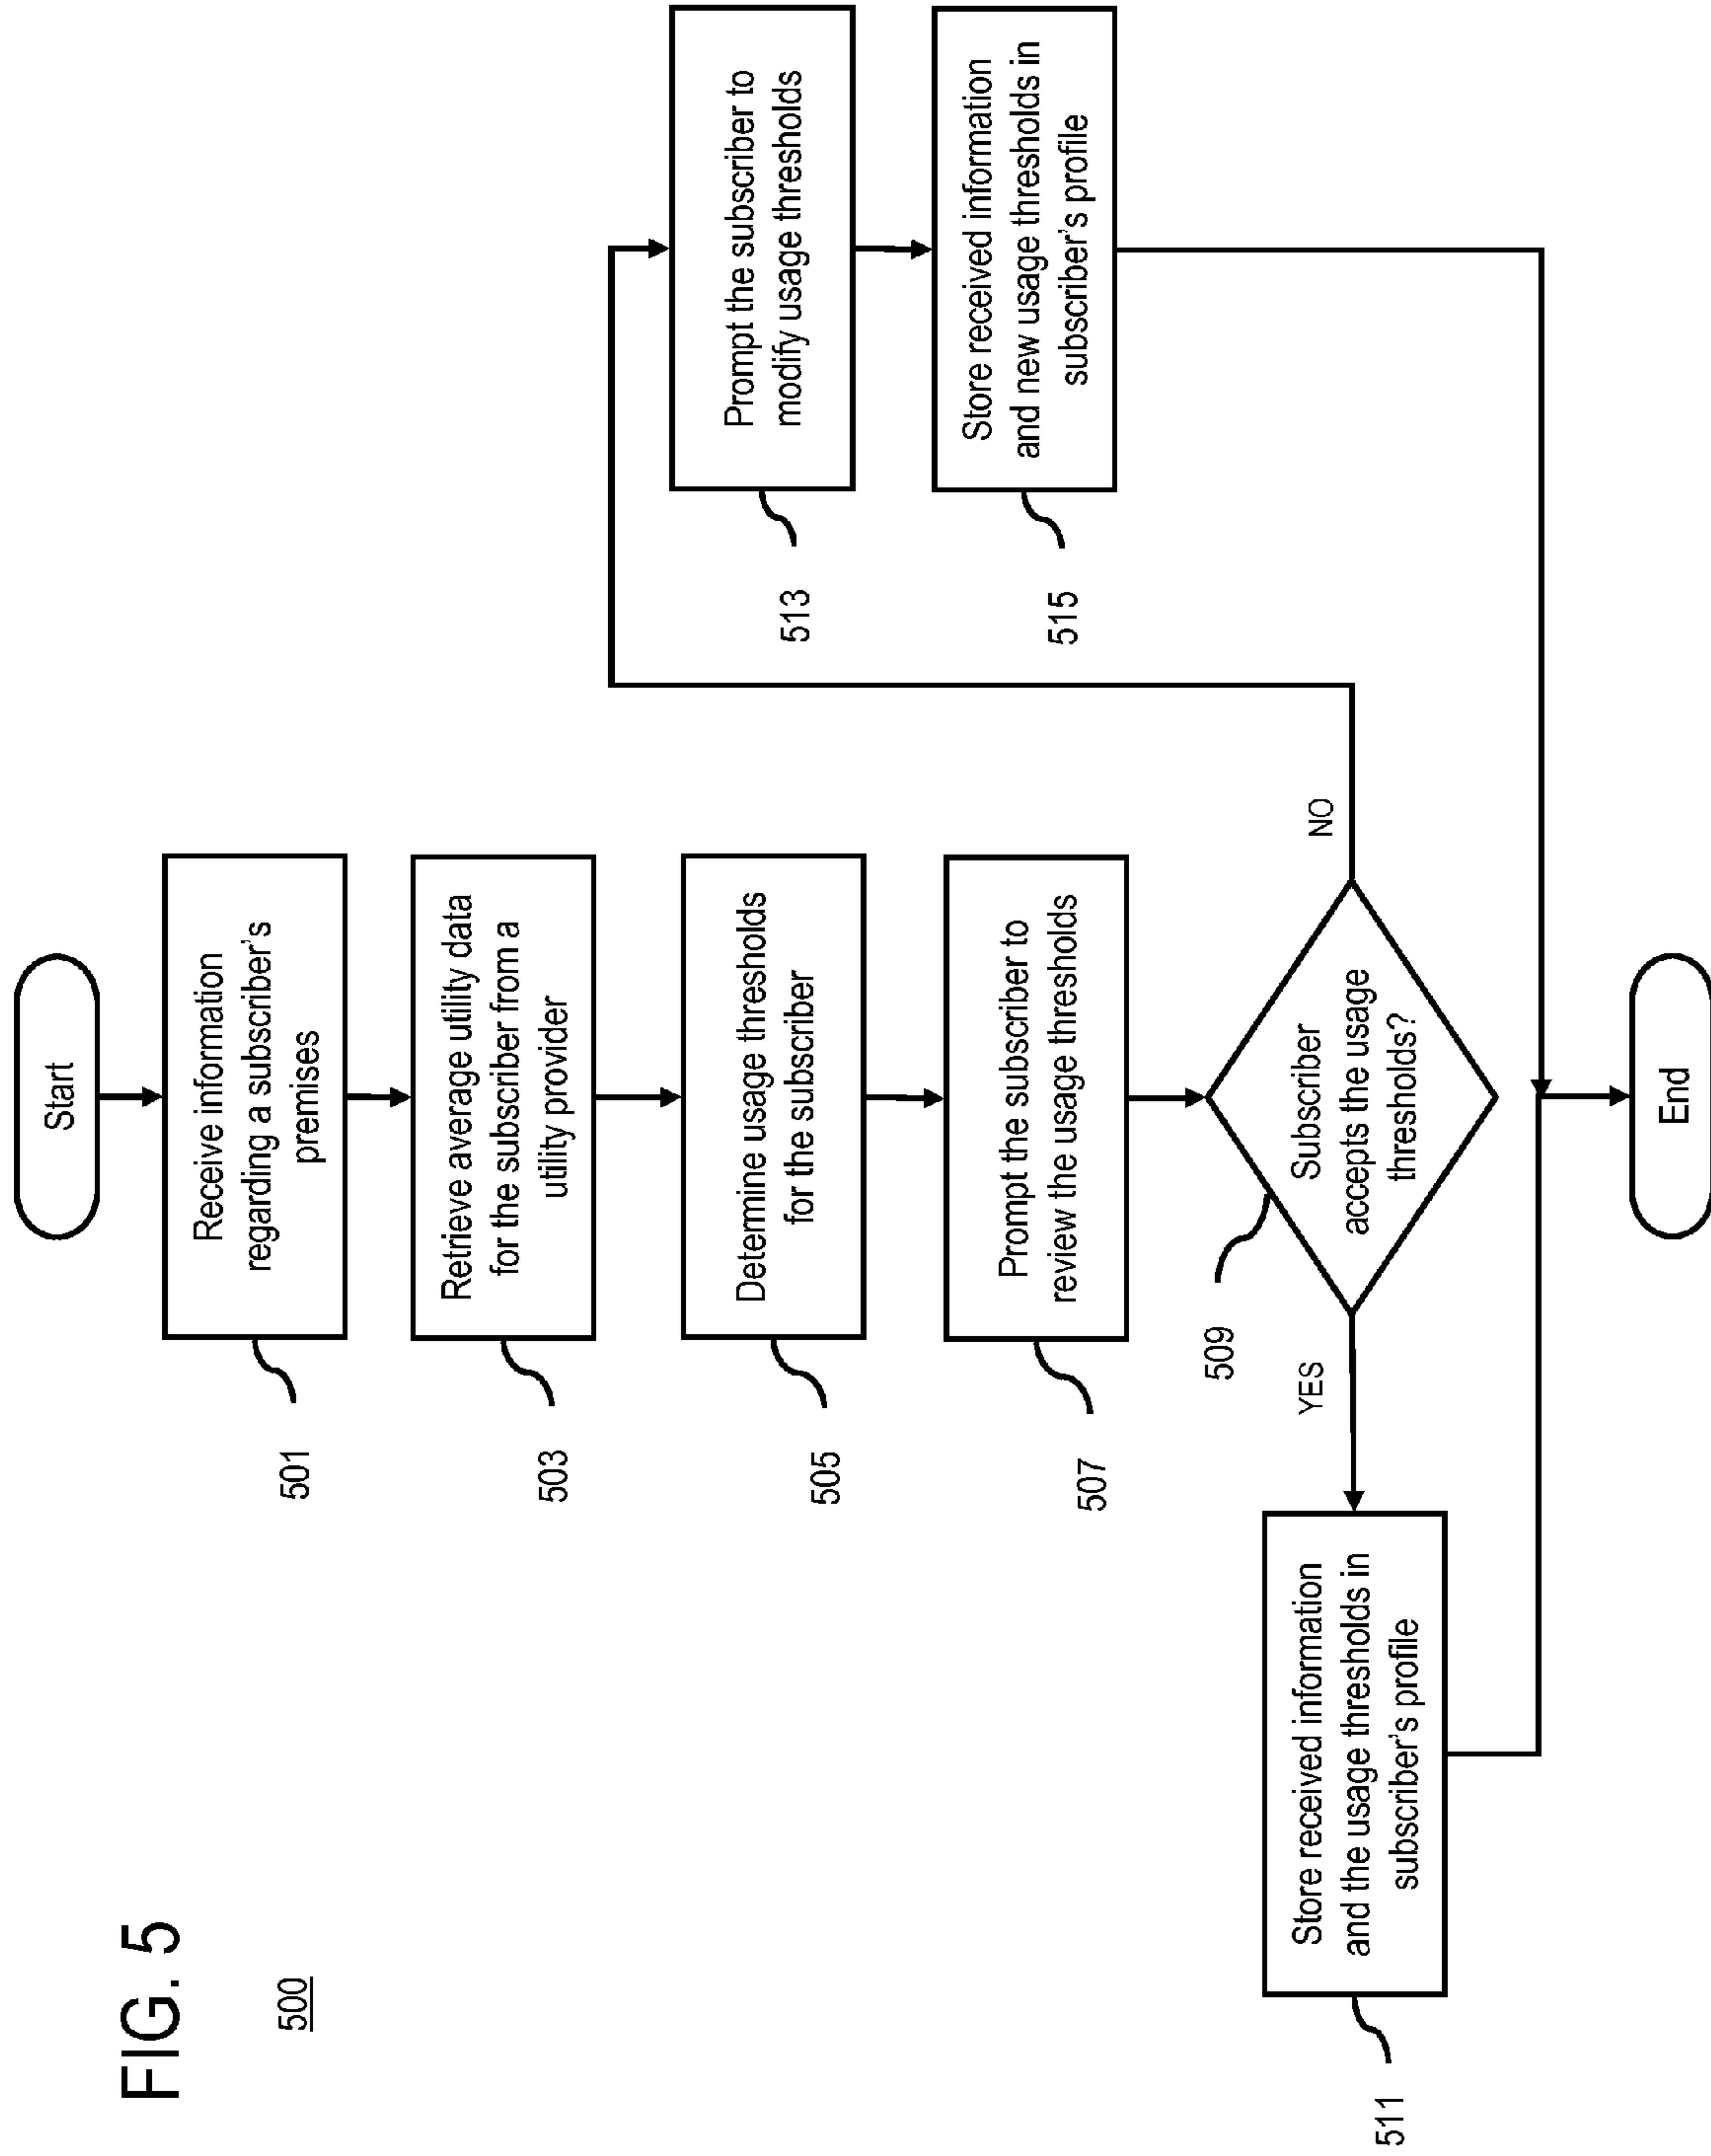 FIG. 5
500
Start
Receive information
regarding a subscriber's
premises
501
Retrieve average utility data
for the subscriber from a
utility provider
503
Determine usage thresholds
for the subscriber
505
Prompt the subscriber to
review the usage thresholds
507
Subscriber
accepts the usage
thresholds?
509
YES
NO
Store received information
and the usage thresholds in
subscriber's profile
511
Prompt the subscriber to
modify usage thresholds
513
Store received information
and new usage thresholds in
subscriber's profile
515
End